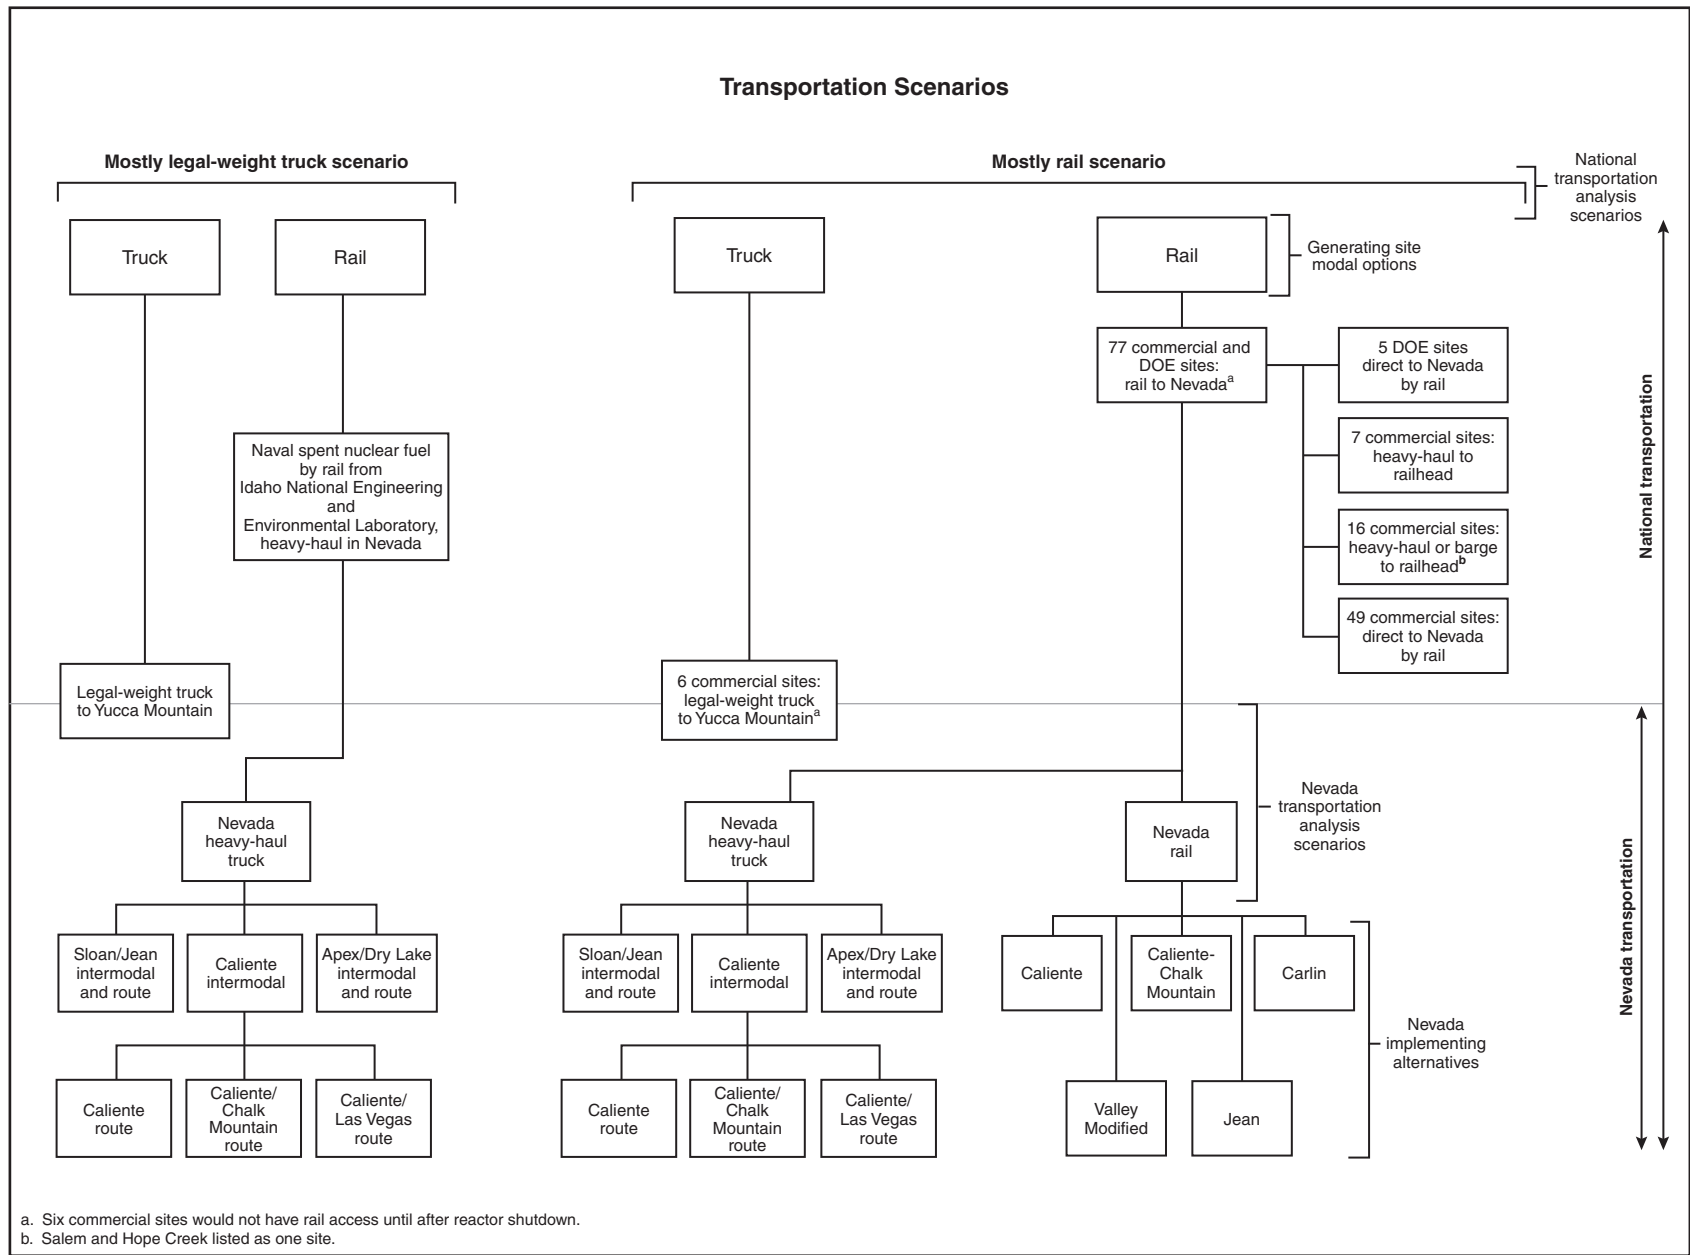 Transportation Scenarios
Mostly legal-weight truck scenario
Mostly rail scenario
National
transportation
analysis
scenarios
Truck
Rail
Truck
Rail
Generating site
modal options
77 commercial and
DOE sites:
rail to Nevadaa
5 DOE sites
direct to Nevada
by rail
7 commercial sites:
heavy-haul to
railhead
16 commercial sites:
heavy-haul or barge
to railheadb
49 commercial sites:
direct to Nevada
by rail
National transportation
Naval spent nuclear fuel
by rail from
Idaho National Engineering
and
Environmental Laboratory,
heavy-haul in Nevada
Legal-weight truck
to Yucca Mountain
6 commercial sites:
legal-weight truck
to Yucca Mountaina
Nevada
heavy-haul
truck
Nevada
heavy-haul
truck
Nevada
rail
Nevada
transportation
analysis
scenarios
Nevada transportation
Sloan/Jean
intermodal
and route
Caliente
intermodal
Apex/Dry Lake
intermodal
and route
Sloan/Jean
intermodal
and route
Caliente
intermodal
Apex/Dry Lake
intermodal
and route
Caliente
Caliente-
Chalk
Mountain
Carlin
Nevada
implementing
alternatives
Caliente
route
Caliente/
Chalk
Mountain
route
Caliente/
Las Vegas
route
Caliente
route
Caliente/
Chalk
Mountain
route
Caliente/
Las Vegas
route
Valley
Modified
Jean
a. Six commercial sites would not have rail access until after reactor shutdown.
b. Salem and Hope Creek listed as one site.